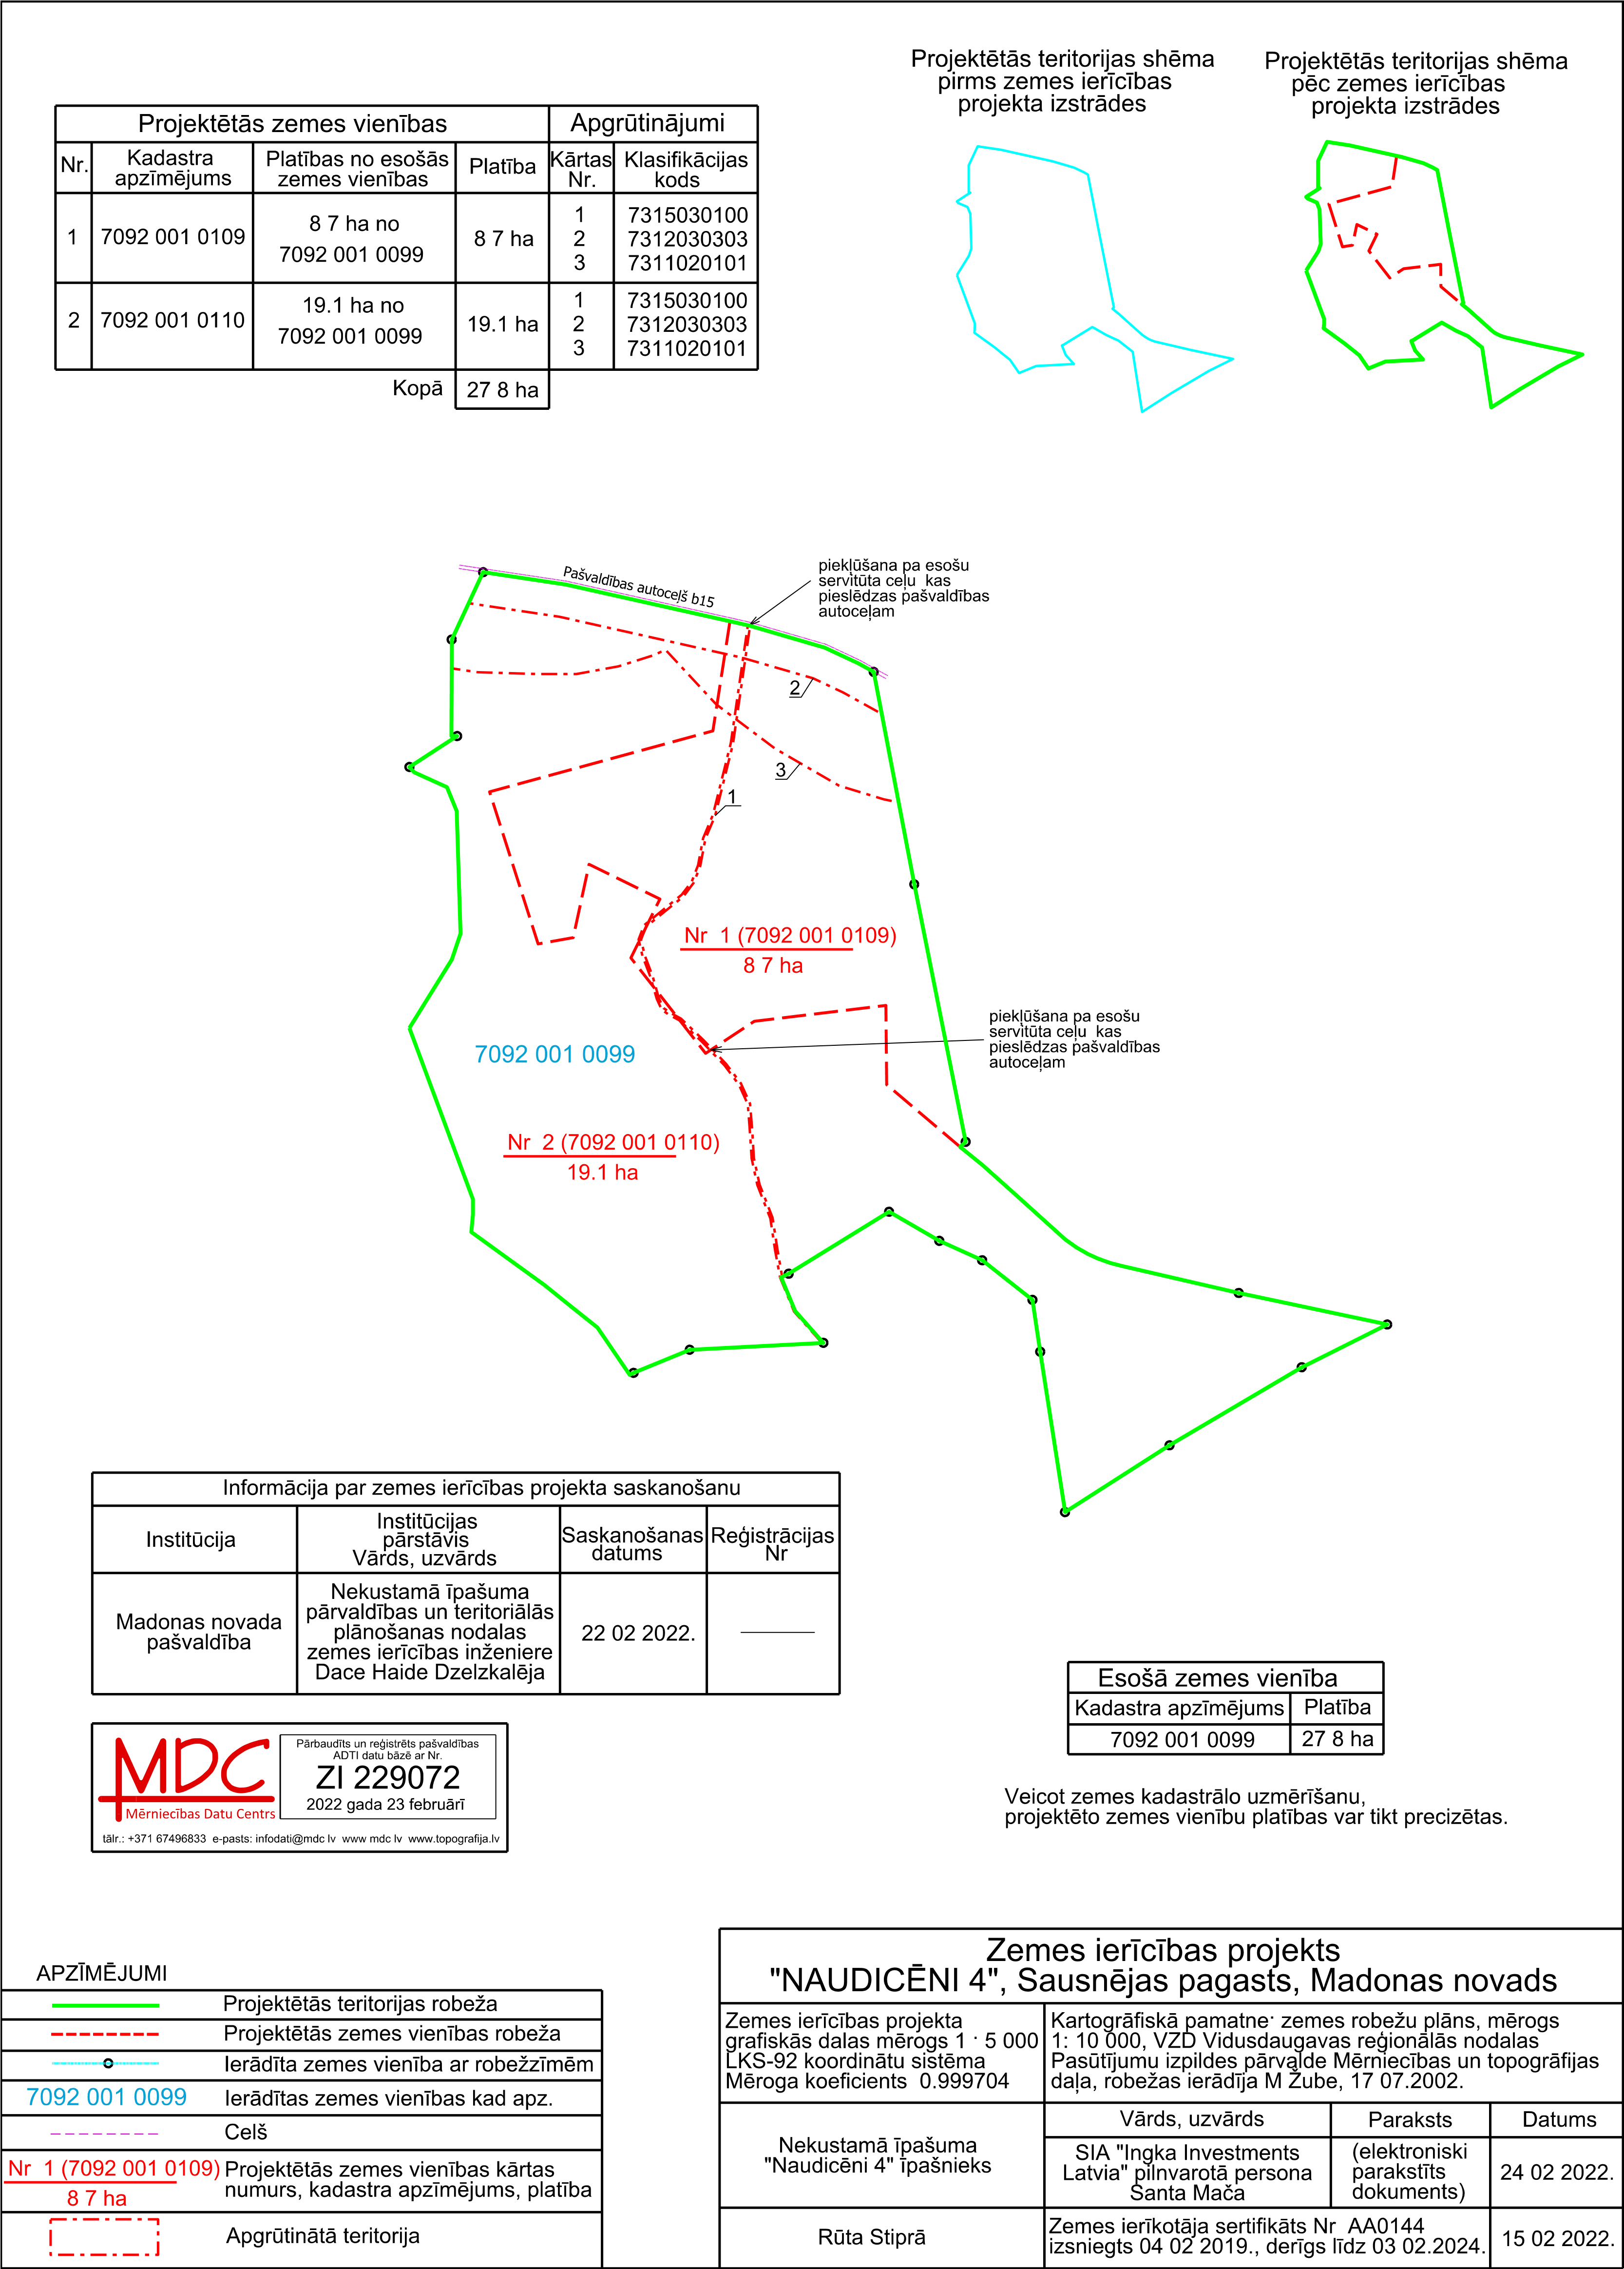 Projektētās teritorijas shēma
pirms zemes ierīcības
projekta izstrādes
Projektētās teritorijas shēma
pēc zemes ierīcības
projekta izstrādes
Projektētās zemes vienības Apgrūtinājumi
Nr. Kadastra apzīmējums Platības no esošās zemes vienības Platība Kārtas Nr. Klasifikācijas kods
1 7092 001 0109 8 7 ha no 7092 001 0099 8 7 ha
1 7315030100
2 7312030303
3 7311020101
2 7092 001 0110 19.1 ha no 7092 001 0099 19.1 ha
1 7315030100
2 7312030303
3 7311020101
Kopā 27 8 ha
Pašvaldības autoceļš b15
piekļūšana pa esošu
servitūta ceļu kas
pieslēdzas pašvaldības
autoceļam
2
3
1
Nr 1 (7092 001 0109)
8 7 ha
piekļūšana pa esošu
servitūta ceļu kas
pieslēdzas pašvaldības
autoceļam
7092 001 0099
Nr 2 (7092 001 0110)
19.1 ha
Informācija par zemes ierīcības projekta saskanošanu
Institūcija
Institūcijas
pārstāvis
Vārds, uzvārds
Saskanošanas
datums
Reģistrācijas
Nr
Madonas novada
pašvaldība
Nekustamā īpašuma
pārvaldības un teritoriālās
plānošanas nodalas
zemes ierīcības inženiere
Dace Haide Dzelzkalēja
22 02 2022.
Esošā zemes vienība
Kadastra apzīmējums Platība
7092 001 0099 27 8 ha
MDC
Mērniecības Datu Centrs
Pārbaudīts un reģistrēts pašvaldības
ADTI datu bāzē ar Nr.
ZI 229072
2022 gada 23 februārī
tālr.: +371 67496833 e-pasts: infodati@mdc lv www mdc lv www.topografija.lv
Veicot zemes kadastrālo uzmērīšanu,
projektēto zemes vienību platības var tikt precizētas.
APZĪMĒJUMI
Projektētās teritorijas robeža
Projektētās zemes vienības robeža
Ierādīta zemes vienība ar robežzīmēm
7092 001 0099 Ierādītas zemes vienības kad apz.
Celš
Nr 1 (7092 001 0109)
8 7 ha
Projektētās zemes vienības kārtas
numurs, kadastra apzīmējums, platība
Apgrūtinātā teritorija
Zemes ierīcības projekts
"NAUDICĒNI 4", Sausnējas pagasts, Madonas novads
Zemes ierīcības projekta
grafiskās dalas mērogs 1 : 5 000
LKS-92 koordinātu sistēma
Mēroga koeficients 0.999704
Kartogrāfiskā pamatne: zemes robežu plāns, mērogs
1: 10 000, VZD Vidusdaugavas reģionālās nodalas
Pasūtījumu izpildes pārvalde Mērniecības un topogrāfijas
daļa, robežas ierādīja M Žube, 17 07.2002.
Vārds, uzvārds Paraksts Datums
Nekustamā īpašuma
"Naudicēni 4" īpašnieks
SIA "Ingka Investments
Latvia" pilnvarotā persona
Santa Mača
(elektroniski
parakstīts
dokuments)
24 02 2022.
Rūta Stiprā
Zemes ierīkotāja sertifikāts Nr AA0144
izsniegts 04 02 2019., derīgs līdz 03 02.2024.
15 02 2022.